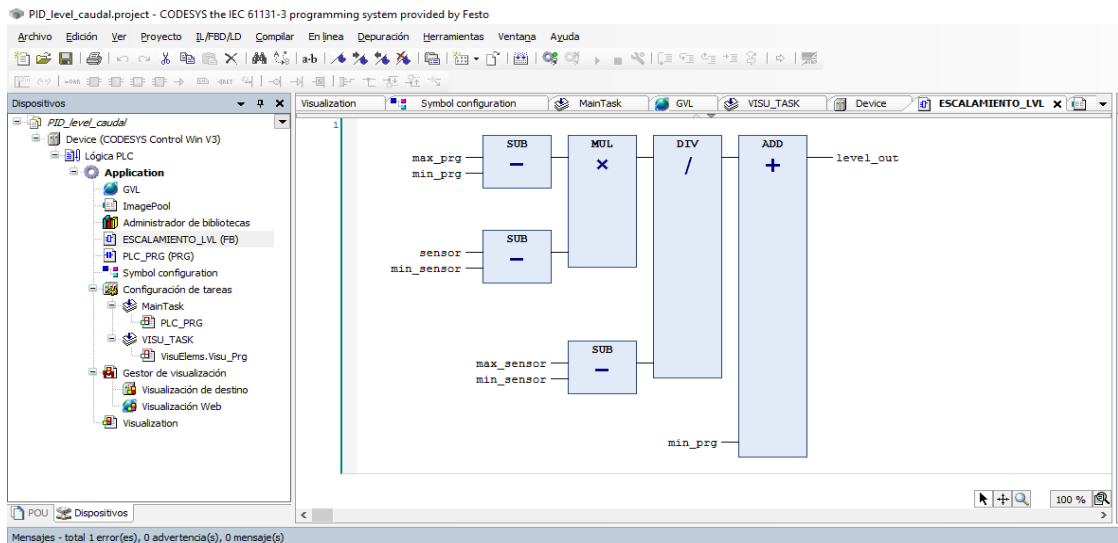 PID_level_caudal.project - CODESYS the IEC 61131-3 programming system provided by Festo
Archivo Edición Ver Proyecto IL/FBD/LD Compilar En línea Depuración Herramientas Ventana Ayuda
Dispositivos
PID_level_caudal
Device (CODESYS Control Win V3)
Lógica PLC
Application
GVL
ImagePool
Administrador de bibliotecas
ESCALAMIENTO_LVL (FB)
PLC_PRG (PRG)
Symbol configuration
Configuración de tareas
MainTask
PLC_PRG
VISU_TASK
VisuElems.Visu_Prg
Gestor de visualización
Visualización de destino
Visualización Web
Visualization
POU Dispositivos
Visualization Symbol configuration MainTask GVL VISU_TASK Device ESCALAMIENTO_LVL
1
SUB MUL DIV ADD
max_prg − × / + level_out
min_prg
SUB
sensor −
min_sensor
SUB
max_sensor −
min_sensor
min_prg
100 %
Mensajes - total 1 error(es), 0 advertencia(s), 0 mensaje(s)